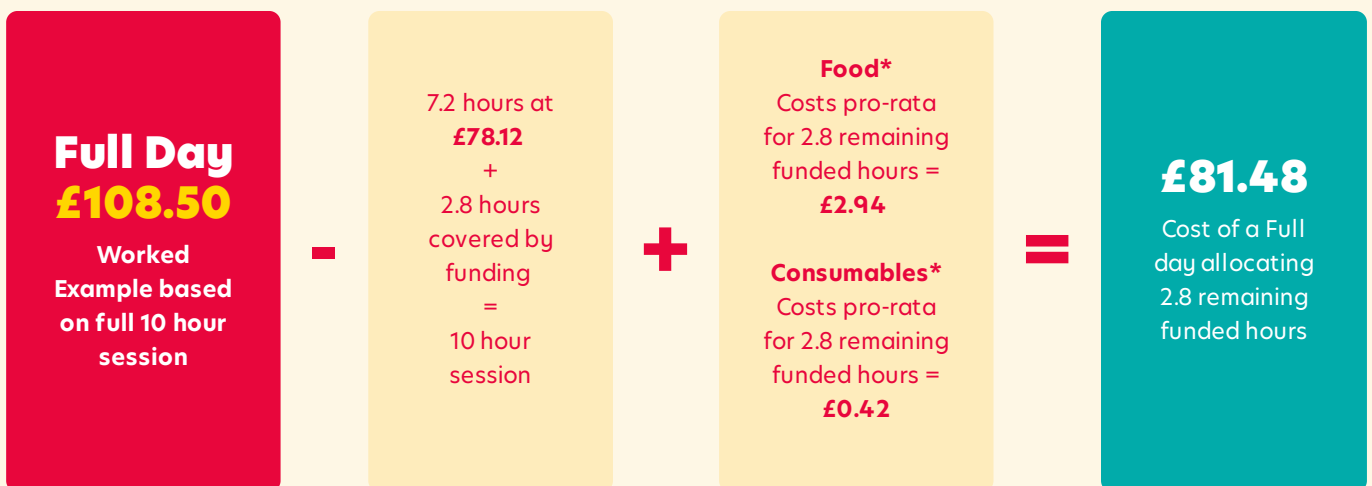 Full Day
£108.50
Worked
Example based
on full 10 hour
session
-
7.2 hours at
£78.12
+
2.8 hours
covered by
funding
=
10 hour
session
+
Food*
Costs pro-rata
for 2.8 remaining
funded hours =
£2.94
Consumables*
Costs pro-rata
for 2.8 remaining
funded hours =
£0.42
=
£81.48
Cost of a Full
day allocating
2.8 remaining
funded hours